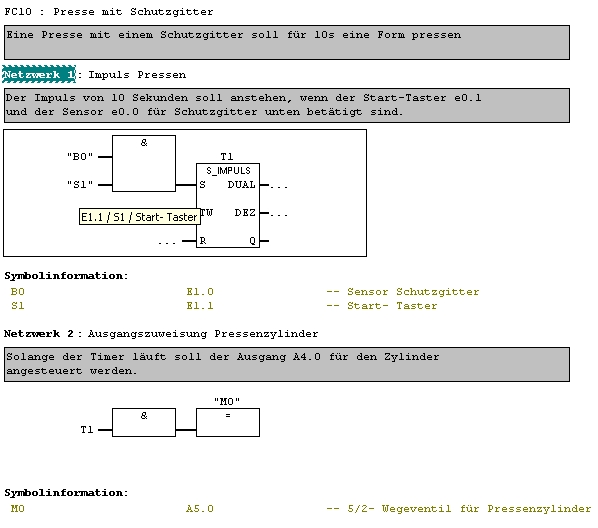 FC10 : Presse mit Schutzgitter
Eine Presse mit einem Schutzgitter soll für 10s eine Form pressen
Netzwerk 1: Impuls Pressen
Der Impuls von 10 Sekunden soll anstehen, wenn der Start-Taster e0.1
und der Sensor e0.0 für Schutzgitter unten betätigt sind.
&
"B0"
T1
S_IMPULS
"S1"
S DUAL ...
E1.1 / S1 / Start- Taster
TW DEZ ...
... R Q
Symbolinformation:
B0 E1.0 -- Sensor Schutzgitter
S1 E1.1 -- Start- Taster
Netzwerk 2 : Ausgangszuweisung Pressenzylinder
Solange der Timer läuft soll der Ausgang A4.0 für den Zylinder
angesteuert werden.
"M0"
& =
T1
Symbolinformation:
M0 A5.0 -- 5/2- Wegeventil für Pressenzylinder